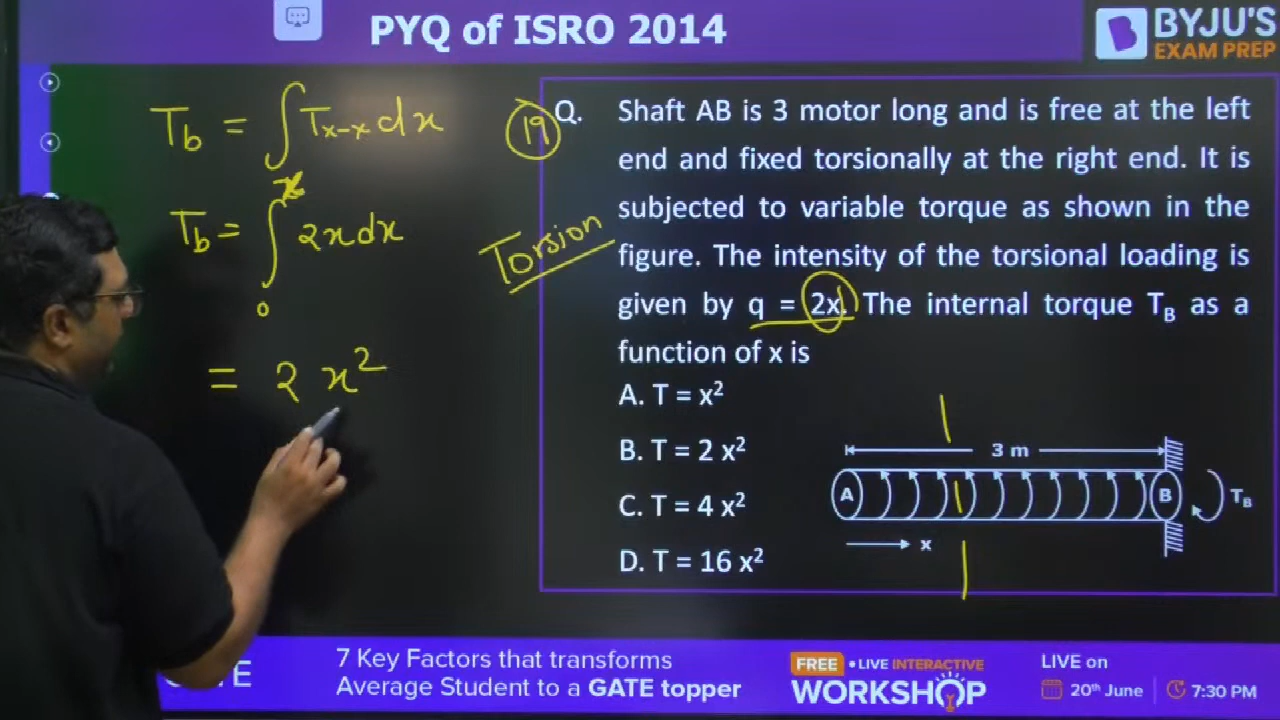 PYQ of ISRO 2014
BYJU'S
EXAM PREP
T_b = ∫T_{x-x} dx
T_b = ∫_0^x 2x dx
= 2 x²
19
Torsion
Q. Shaft AB is 3 motor long and is free at the left
end and fixed torsionally at the right end. It is
subjected to variable torque as shown in the
figure. The intensity of the torsional loading is
given by q = 2x. The internal torque T_B as a
function of x is
A. T = x²
B. T = 2 x²
C. T = 4 x²
D. T = 16 x²
3 m
A
B
T_B
x
TE
7 Key Factors that transforms
Average Student to a GATE topper
FREE • LIVE INTERACTIVE
WORKSHOP
LIVE on
20th June
7:30 PM